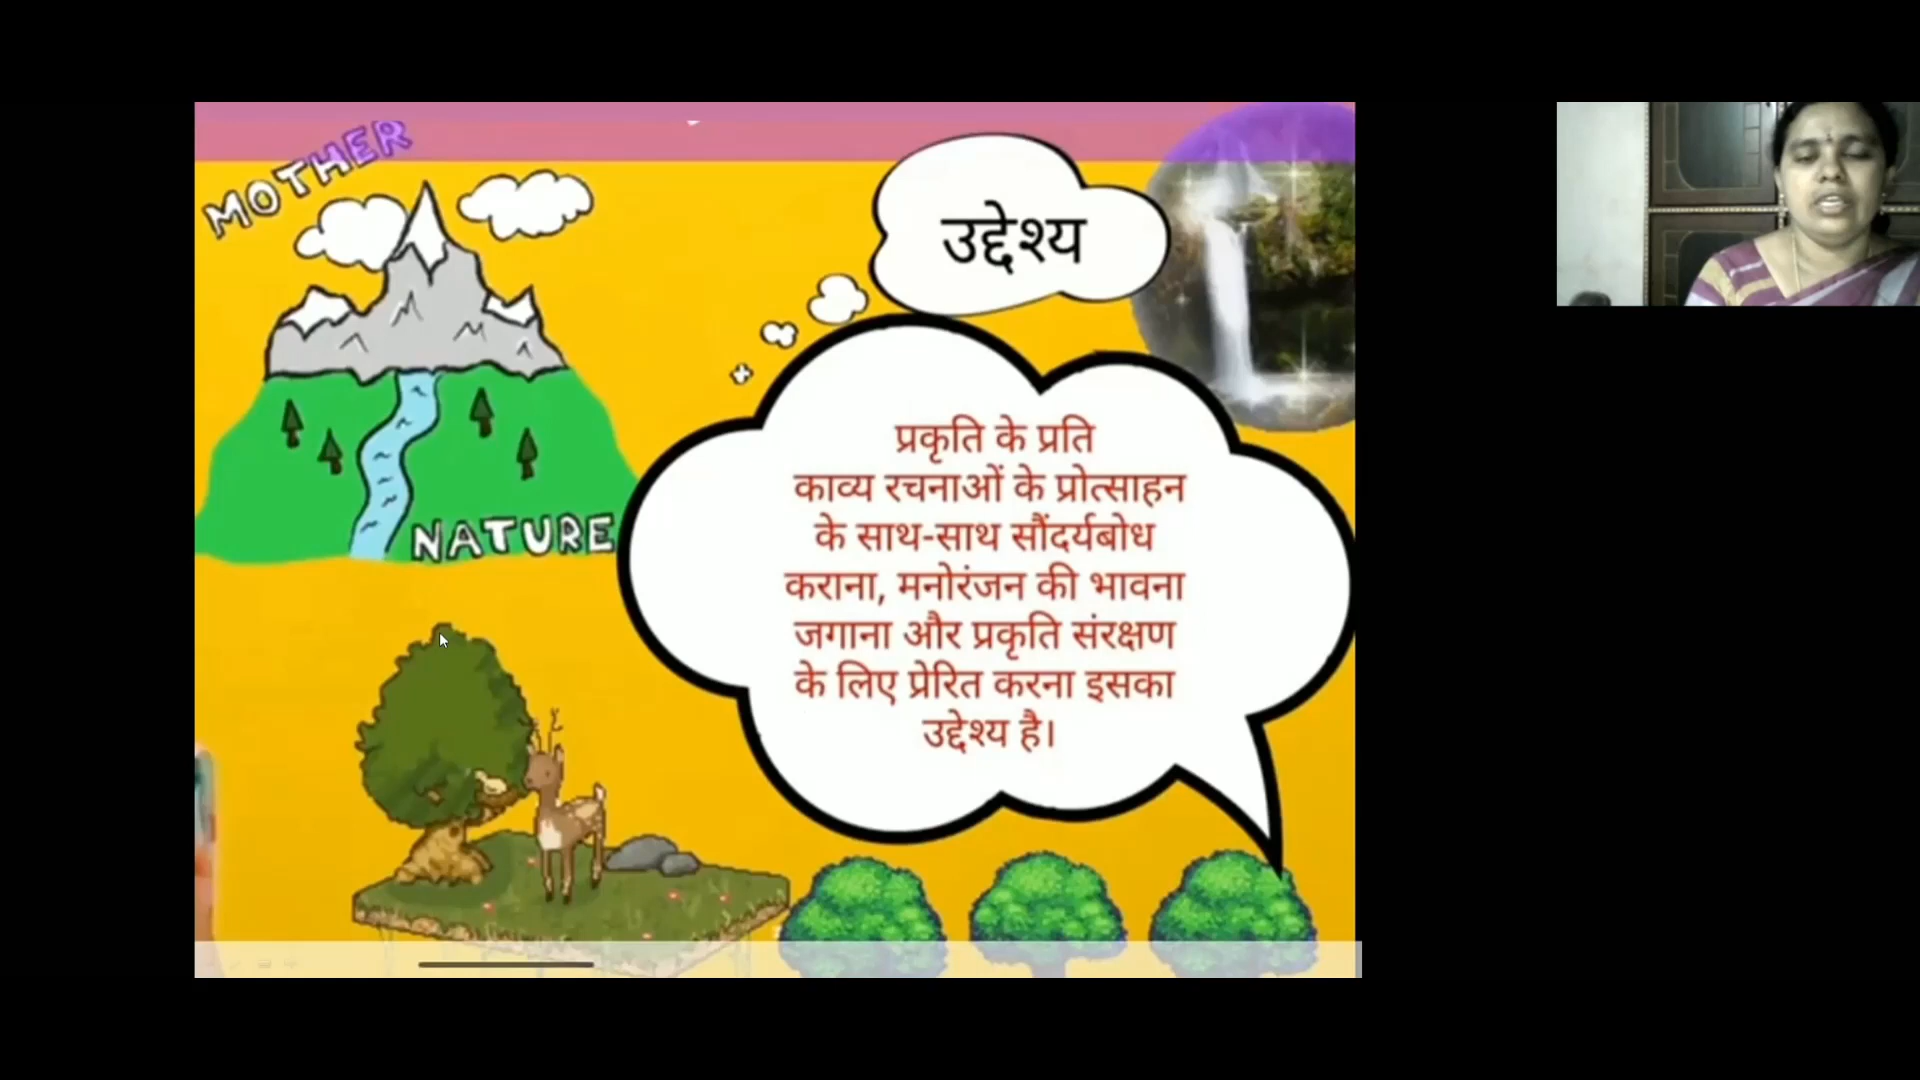 MOTHER
NATURE
उद्देश्य
प्रकृति के प्रति
काव्य रचनाओं के प्रोत्साहन
के साथ-साथ सौंदर्यबोध
कराना, मनोरंजन की भावना
जगाना और प्रकृति संरक्षण
के लिए प्रेरित करना इसका
उद्देश्य है।